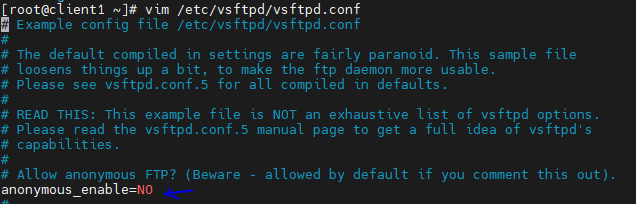 [root@client1 ~]# vim /etc/vsftpd/vsftpd.conf
# Example config file /etc/vsftpd/vsftpd.conf
#
# The default compiled in settings are fairly paranoid. This sample file
# loosens things up a bit, to make the ftp daemon more usable.
# Please see vsftpd.conf.5 for all compiled in defaults.
#
# READ THIS: This example file is NOT an exhaustive list of vsftpd options.
# Please read the vsftpd.conf.5 manual page to get a full idea of vsftpd's
# capabilities.
#
# Allow anonymous FTP? (Beware - allowed by default if you comment this out).
anonymous_enable=NO
#